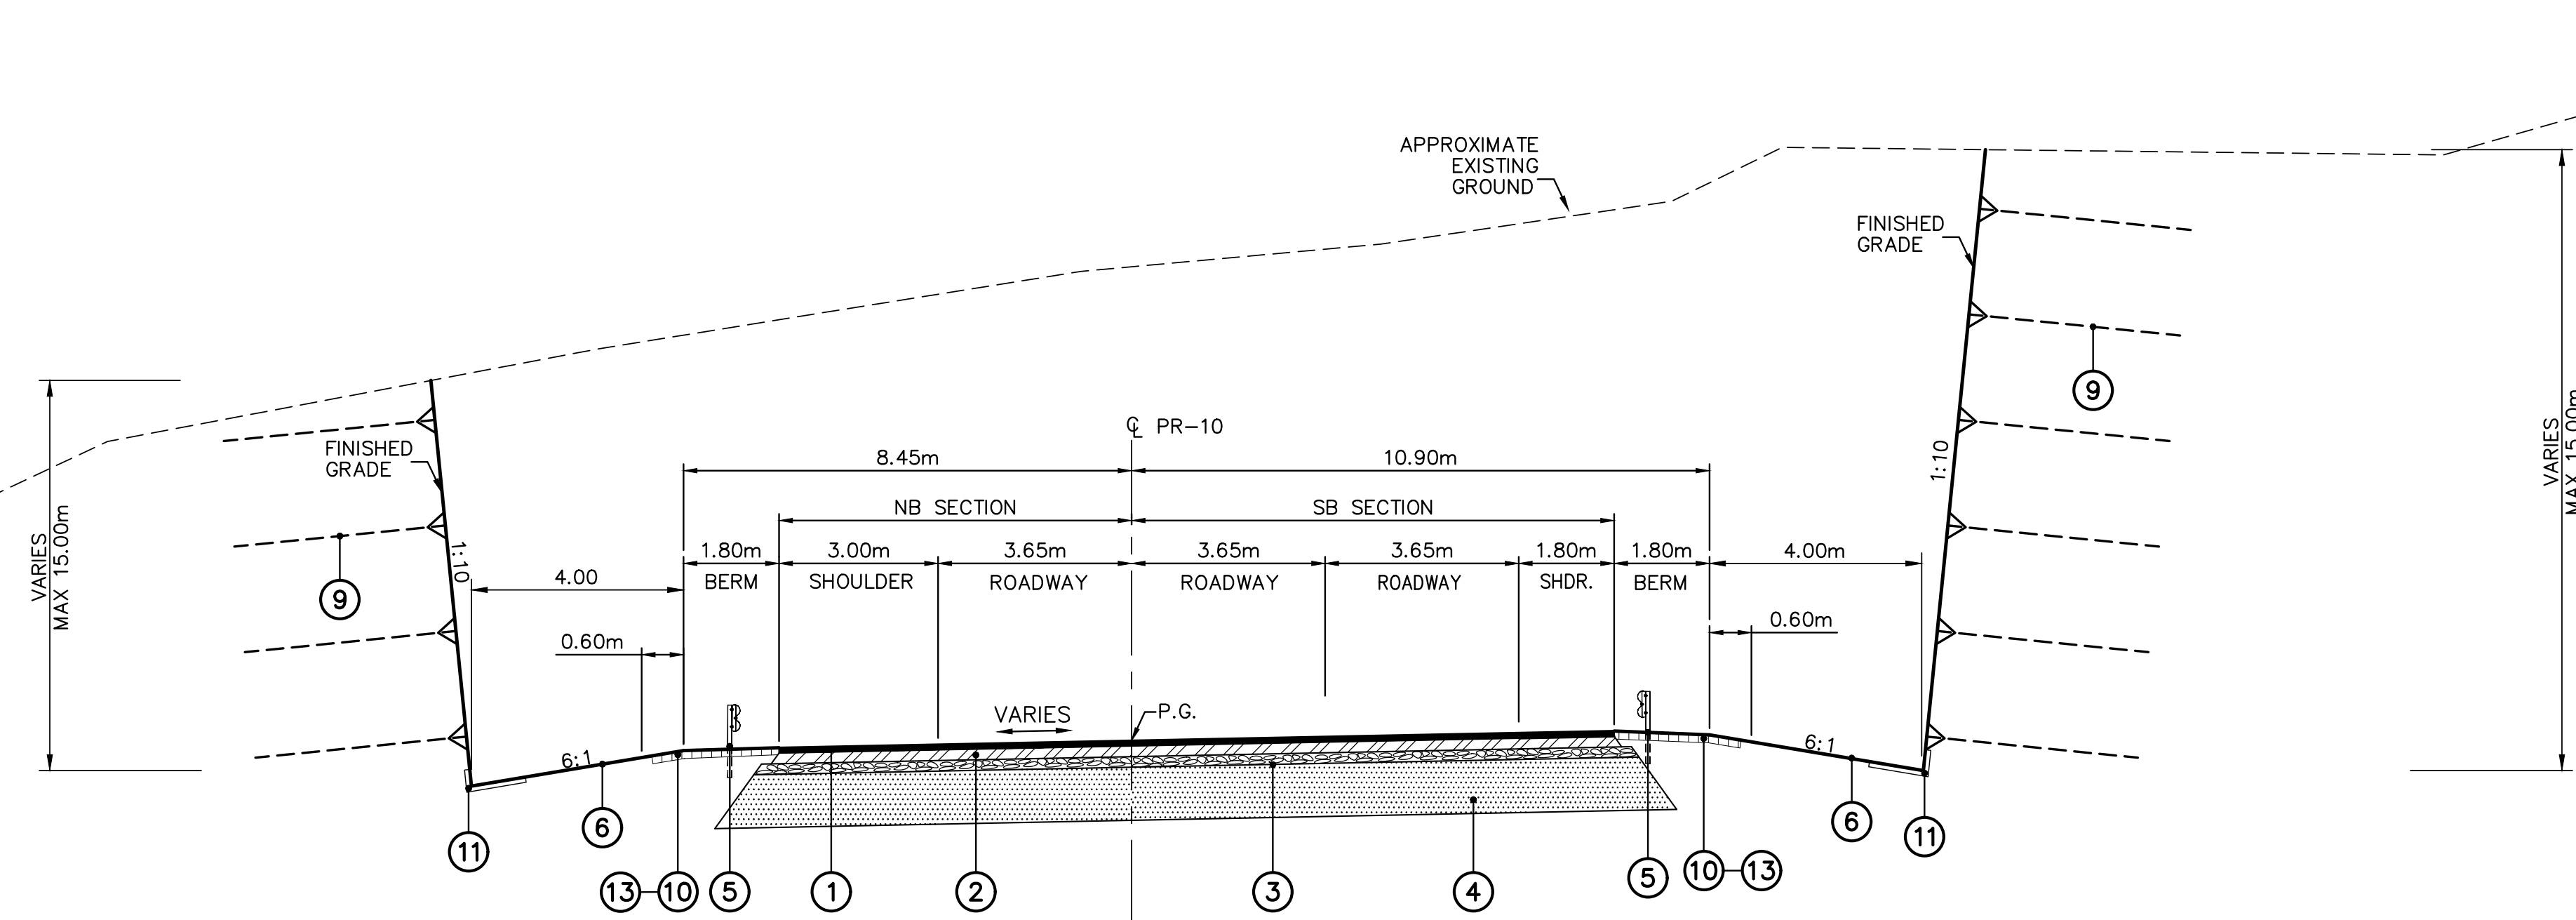 APPROXIMATE
EXISTING
GROUND
FINISHED
GRADE
9
VARIES
MAX 15.00m
℄ PR-10
FINISHED
GRADE
1:10
8.45m
10.90m
NB SECTION
SB SECTION
VARIES
MAX 15.00m
9
1:10
4.00
1.80m
BERM
3.00m
SHOULDER
3.65m
ROADWAY
3.65m
ROADWAY
3.65m
ROADWAY
1.80m
SHDR.
1.80m
BERM
4.00m
0.60m
0.60m
VARIES
P.G.
6:1
6:1
11
6
13
10
5
1
2
3
4
5
10
13
6
11